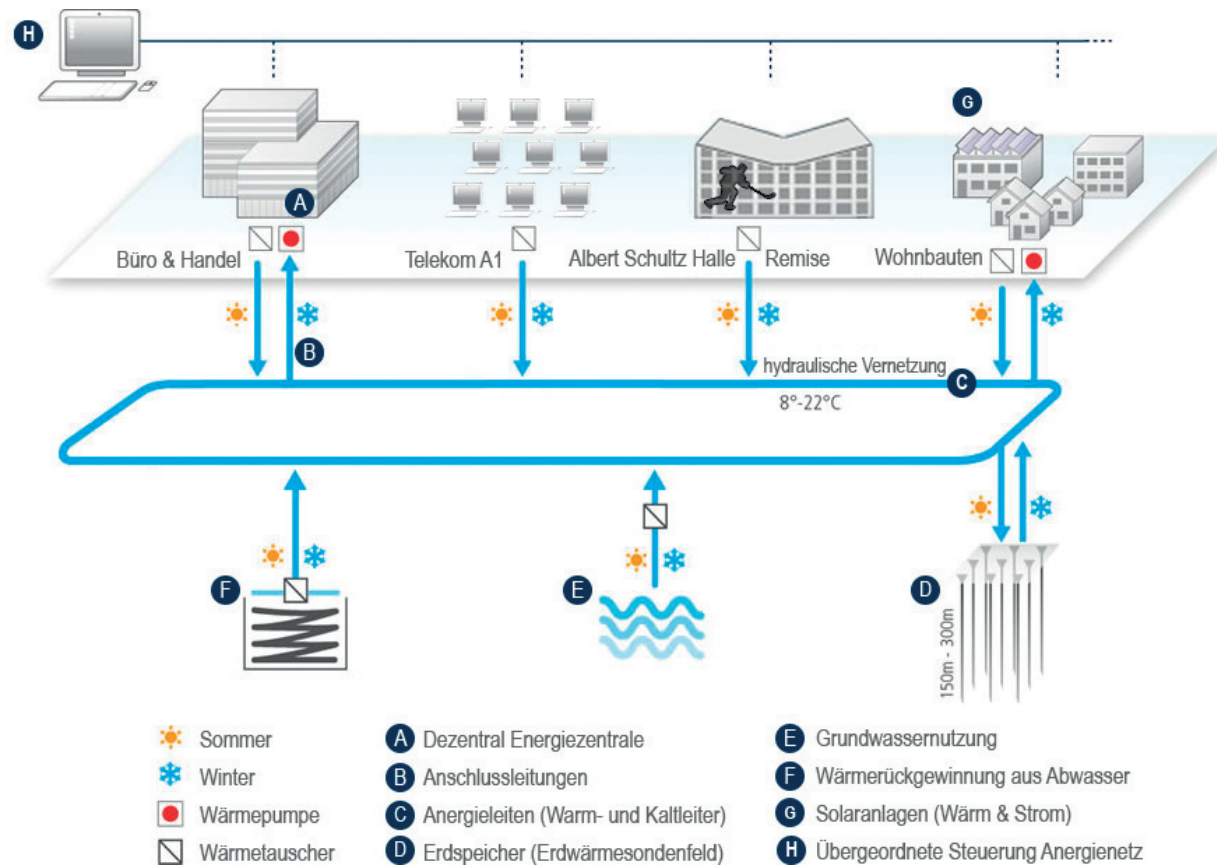 H
G
A
Büro & Handel
Telekom A1
Albert Schultz Halle
Remise
Wohnbauten
B
hydraulische Vernetzung
C
8°-22°C
F
E
D
150m - 300m
Sommer
Winter
Wärmepumpe
Wärmetauscher
A Dezentral Energiezentrale
B Anschlussleitungen
C Anergieleiten (Warm- und Kaltleiter)
D Erdspeicher (Erdwärmesondenfeld)
E Grundwassernutzung
F Wärmerückgewinnung aus Abwasser
G Solaranlagen (Wärm & Strom)
H Übergeordnete Steuerung Anergienetz